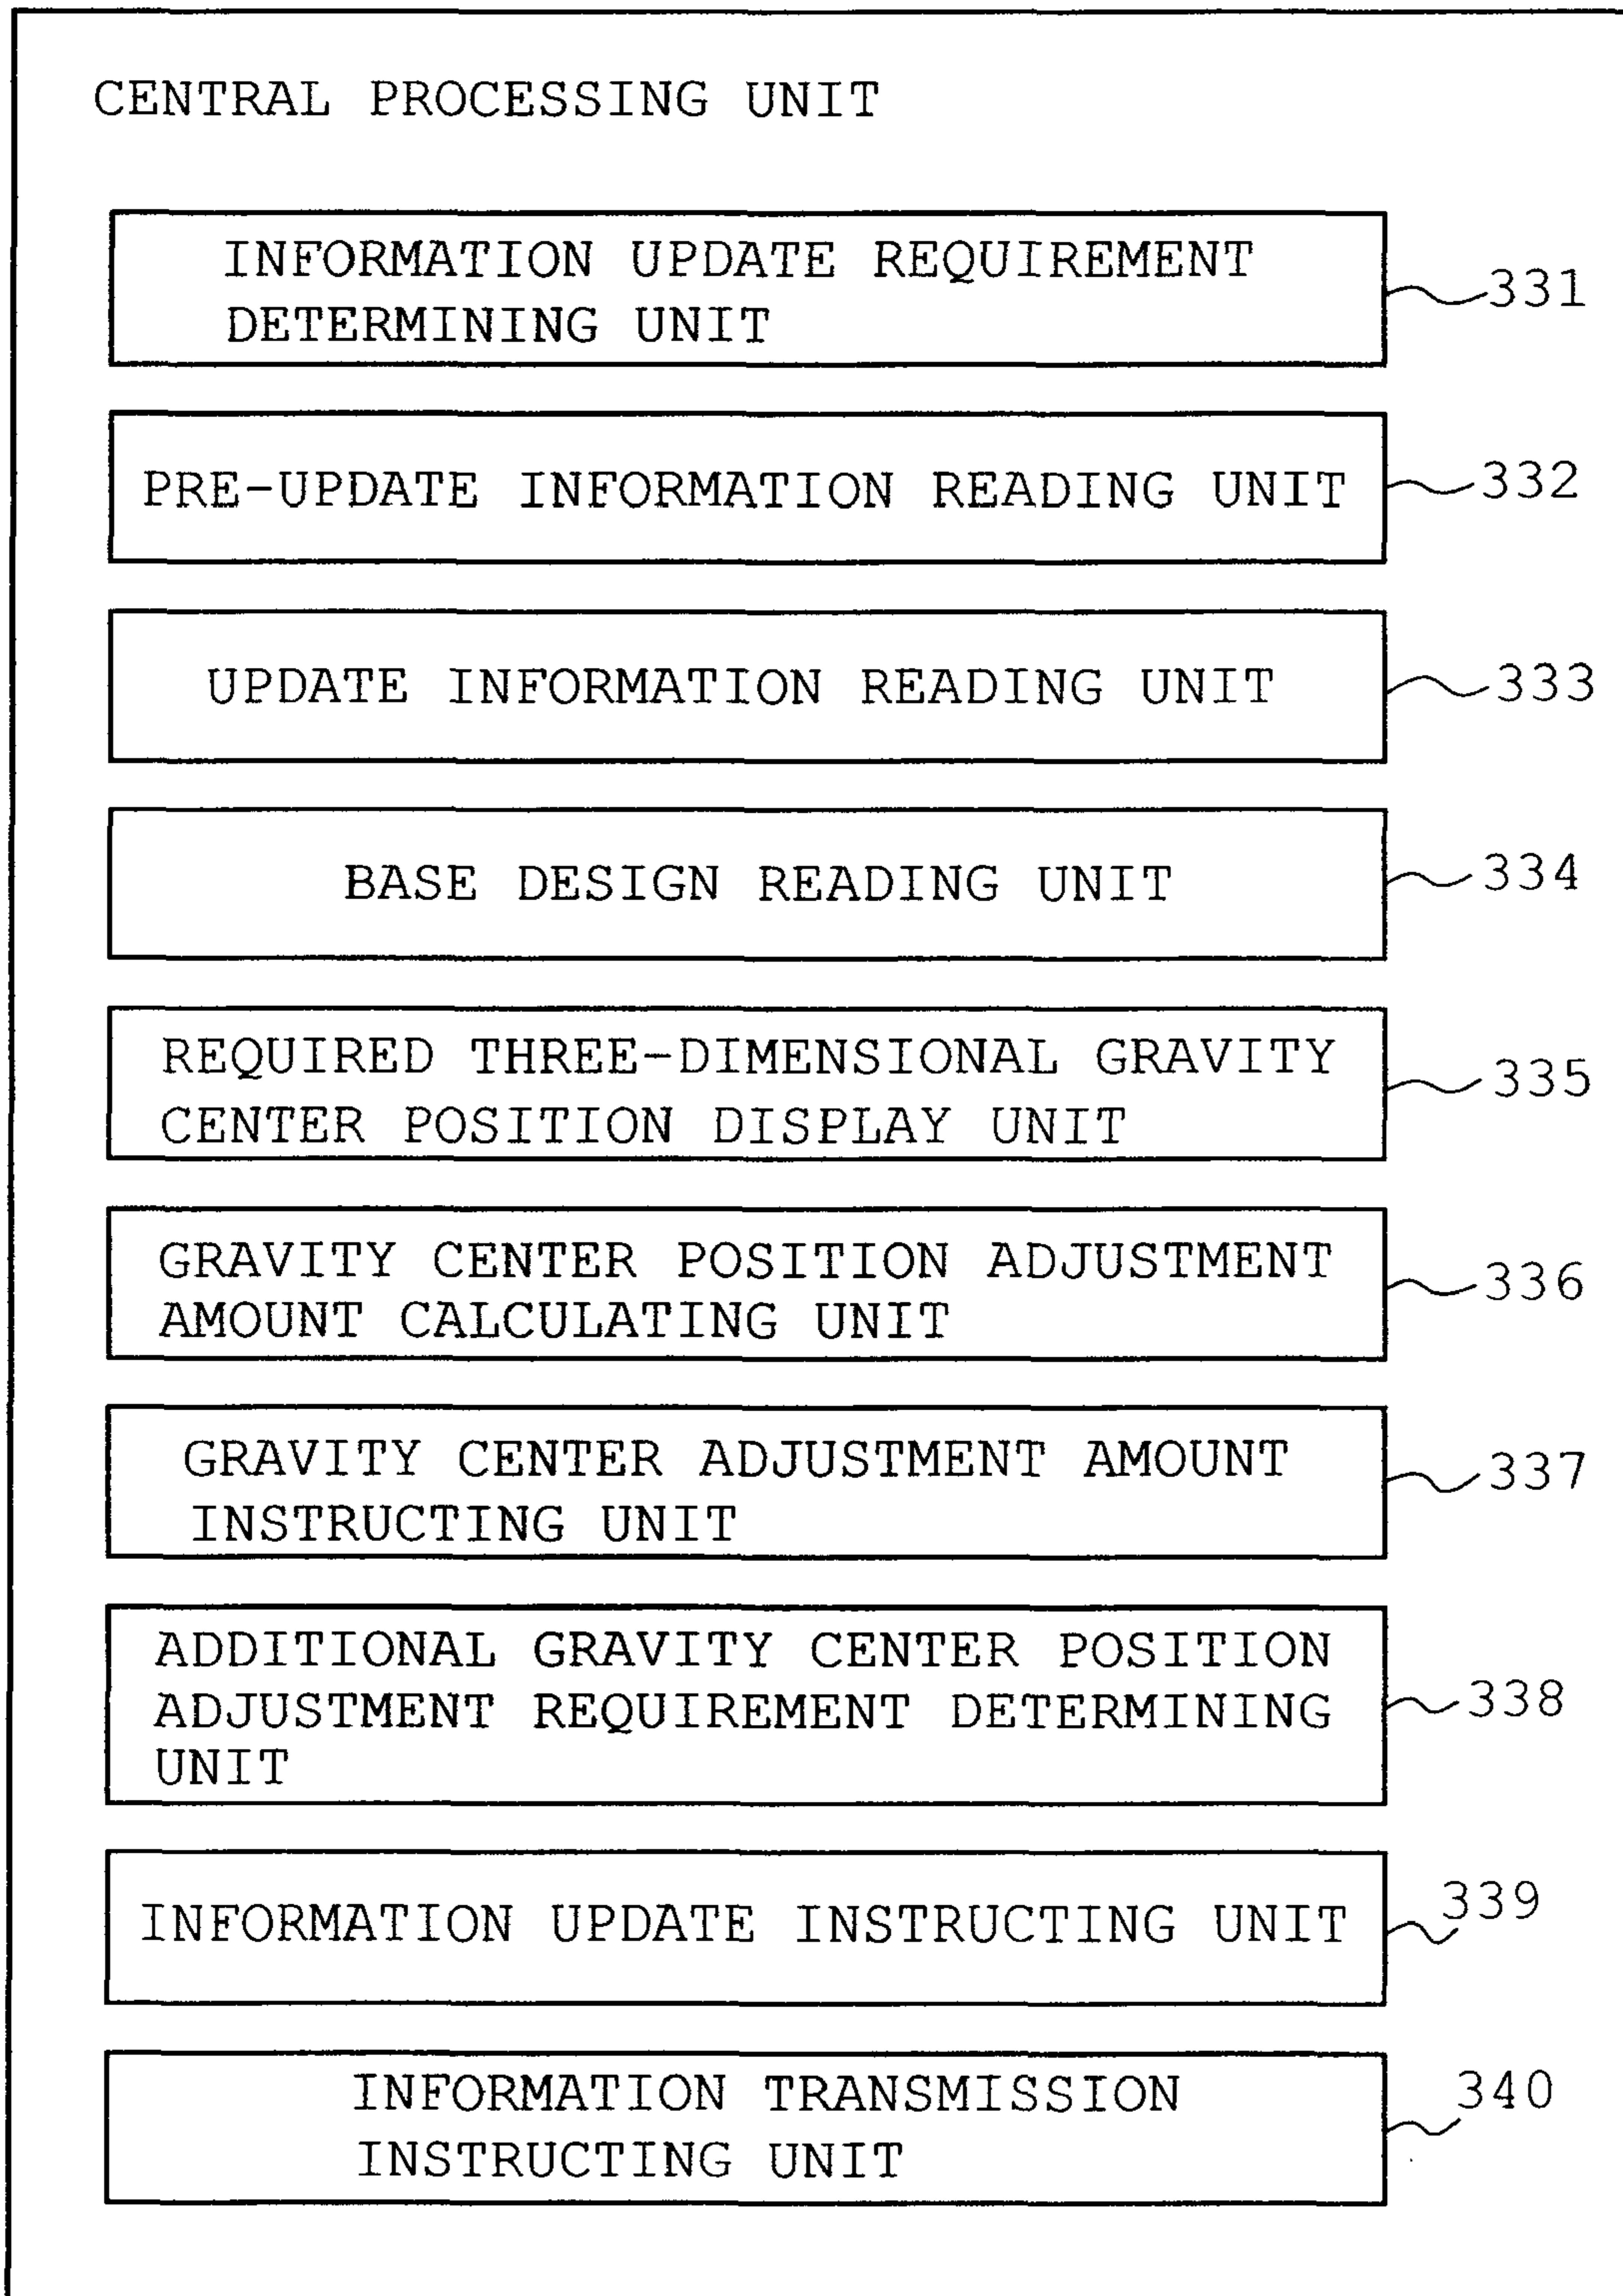 CENTRAL PROCESSING UNIT
INFORMATION UPDATE REQUIREMENT
DETERMINING UNIT
331
PRE-UPDATE INFORMATION READING UNIT
332
UPDATE INFORMATION READING UNIT
333
BASE DESIGN READING UNIT
334
REQUIRED THREE-DIMENSIONAL GRAVITY
CENTER POSITION DISPLAY UNIT
335
GRAVITY CENTER POSITION ADJUSTMENT
AMOUNT CALCULATING UNIT
336
GRAVITY CENTER ADJUSTMENT AMOUNT
INSTRUCTING UNIT
337
ADDITIONAL GRAVITY CENTER POSITION
ADJUSTMENT REQUIREMENT DETERMINING
UNIT
338
INFORMATION UPDATE INSTRUCTING UNIT
339
INFORMATION TRANSMISSION
INSTRUCTING UNIT
340